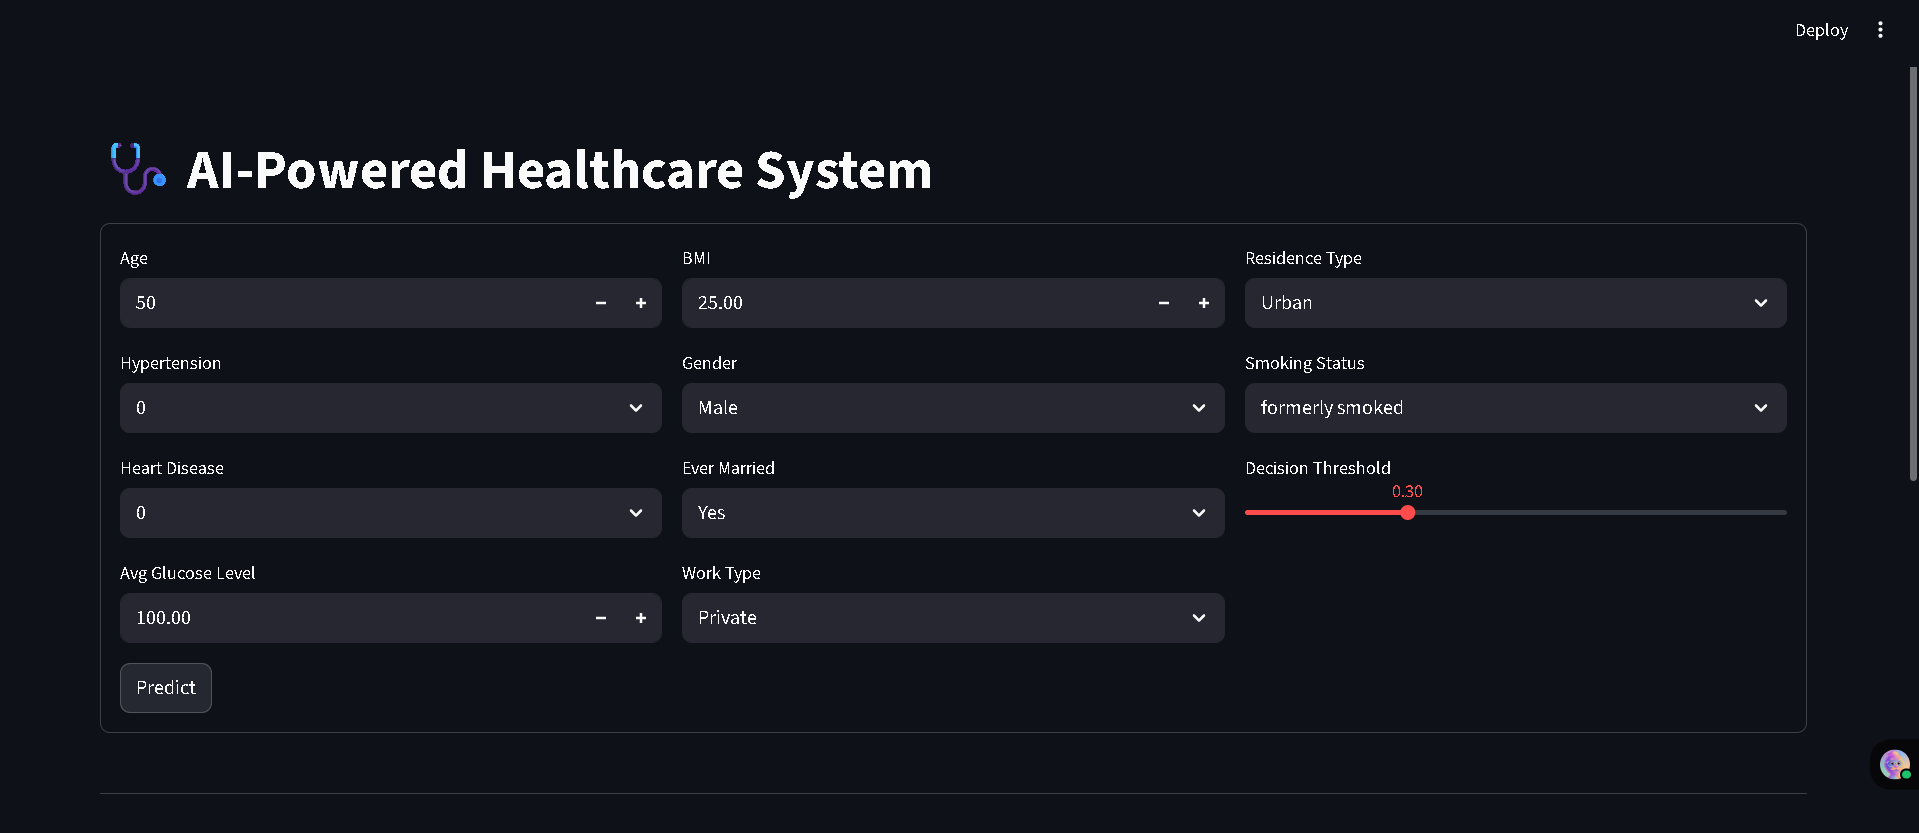 Deploy
AI-Powered Healthcare System
Age
50
BMI
25.00
Residence Type
Urban
Hypertension
0
Gender
Male
Smoking Status
formerly smoked
Heart Disease
0
Ever Married
Yes
Decision Threshold
0.30
Avg Glucose Level
100.00
Work Type
Private
Predict